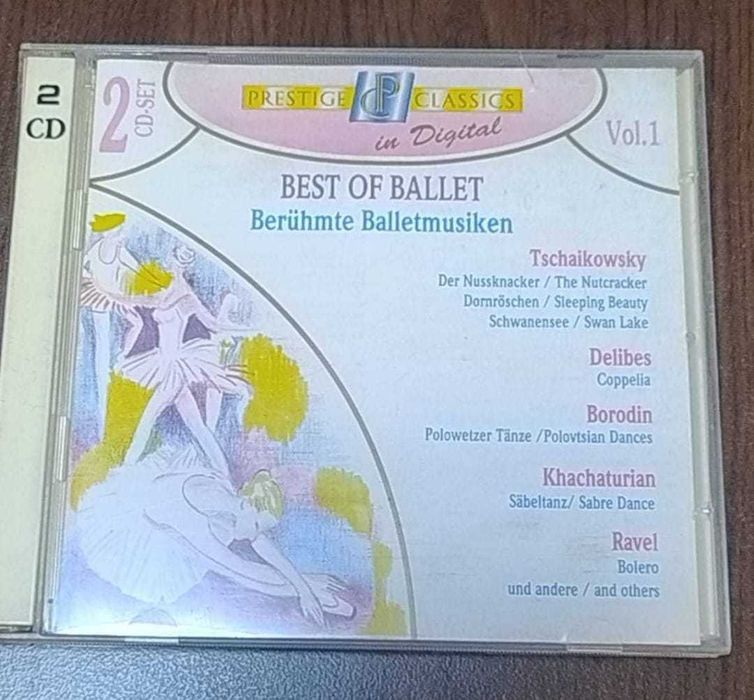 2
CD
2
CD-SET
PRESTIGE CP CLASSICS
in Digital
Vol.1
BEST OF BALLET
Berühmte Balletmusiken
Tschaikowsky
Der Nussknacker / The Nutcracker
Dornröschen / Sleeping Beauty
Schwanensee / Swan Lake
Delibes
Coppelia
Borodin
Polowetzer Tänze /Polovtsian Dances
Khachaturian
Säbeltanz/ Sabre Dance
Ravel
Bolero
und andere / and others